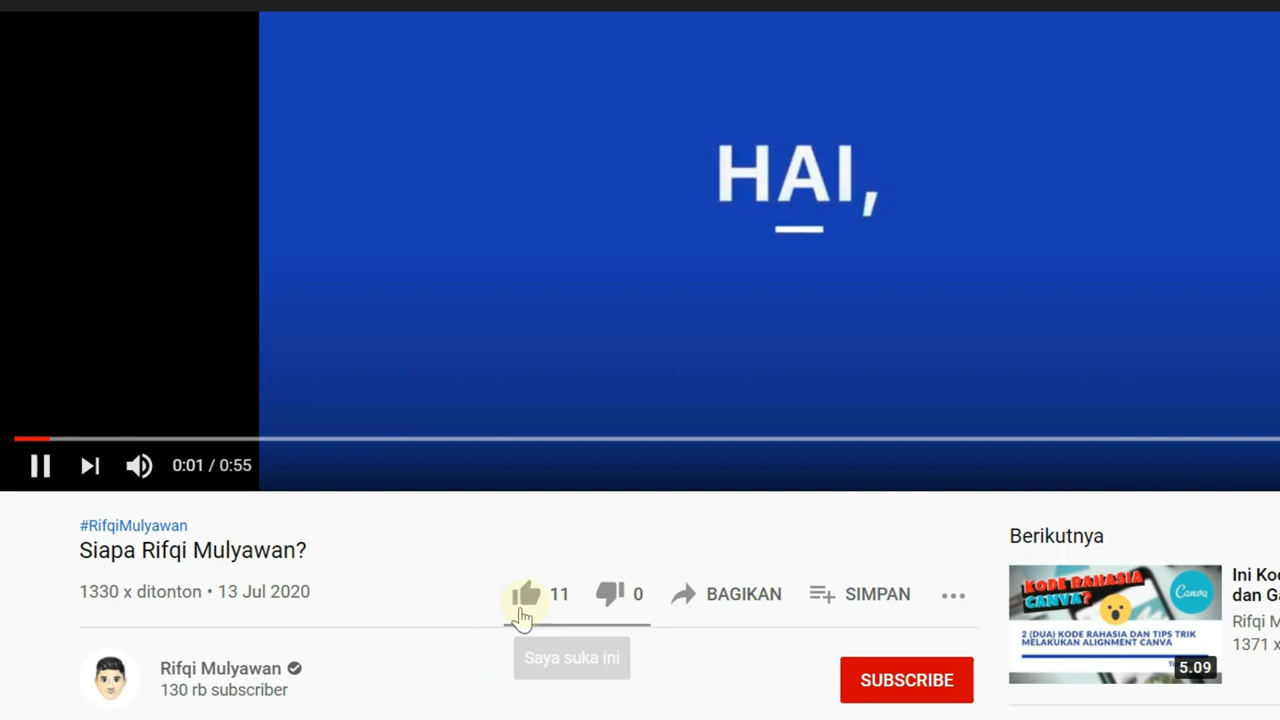 HAI,
0:01 / 0:55
#RifqiMulyawan
Siapa Rifqi Mulyawan?
1330 x ditonton • 13 Jul 2020
11
0
BAGIKAN
SIMPAN
Saya suka ini
Rifqi Mulyawan
130 rb subscriber
SUBSCRIBE
Berikutnya
KODE RAHASIA
CANVA?
Canva
2 (DUA) KODE RAHASIA DAN TIPS TRIK
MELAKUKAN ALIGNMENT CANVA
5.09
Ini Ko
dan Ga
Rifqi M
1371 x